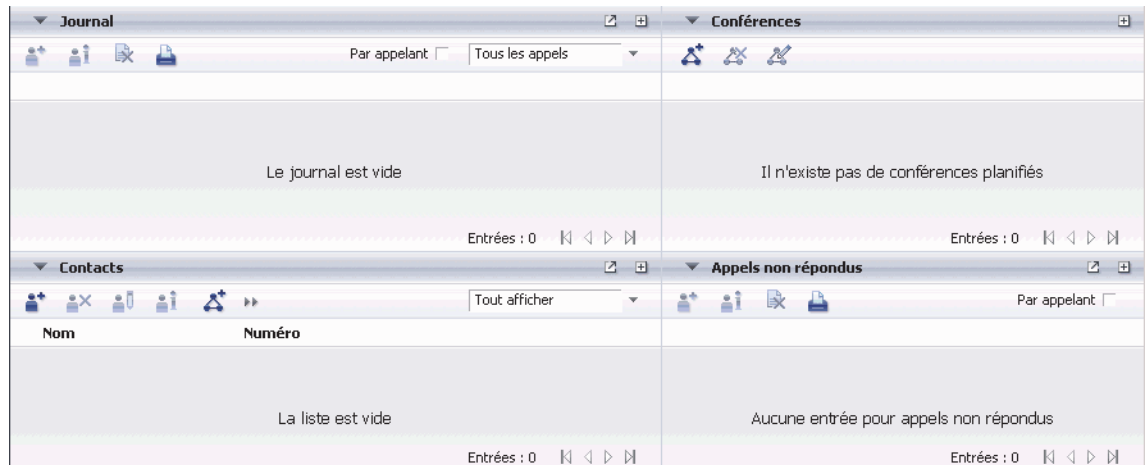 Journal
Par appelant Tous les appels
Le journal est vide
Entrées : 0
Conférences
Il n'existe pas de conférences planifiés
Entrées : 0
Contacts
Tout afficher
Nom Numéro
La liste est vide
Entrées : 0
Appels non répondus
Par appelant
Aucune entrée pour appels non répondus
Entrées : 0